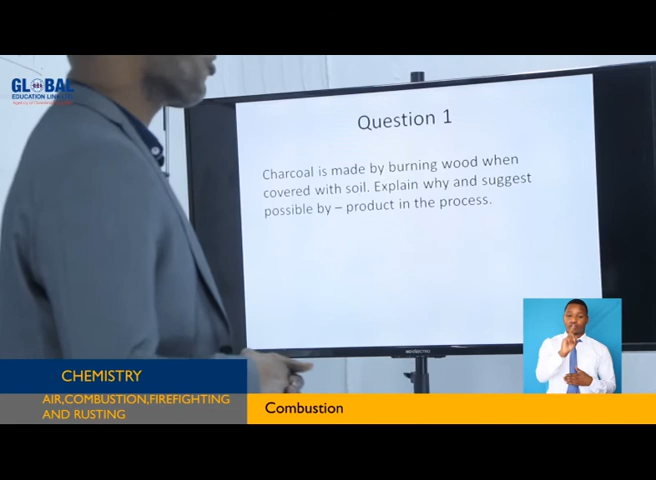 GLOBAL
EDUCATION LINK
Question 1
Charcoal is made by burning wood when
covered with soil. Explain why and suggest
possible by – product in the process.
CHEMISTRY
AIR,COMBUSTION,FIREFIGHTING
AND RUSTING
Combustion